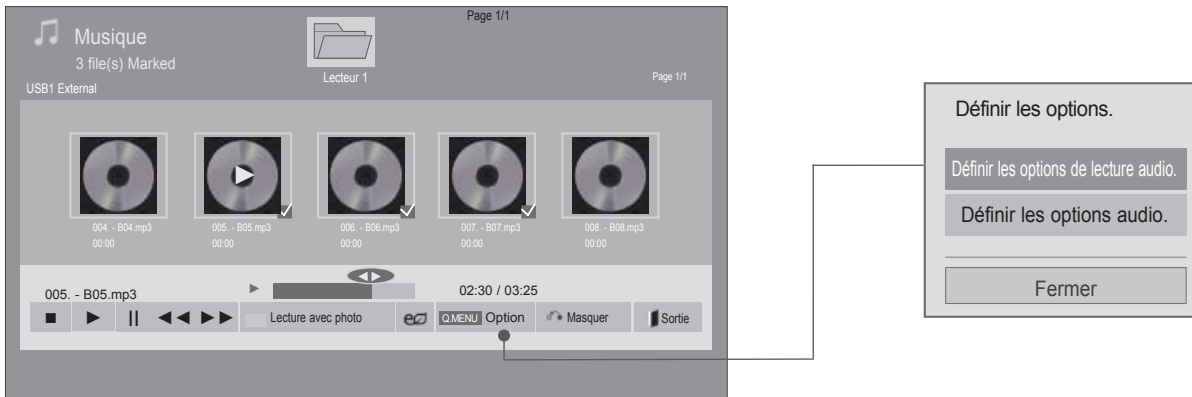 Page 1/1
Musique
3 file(s) Marked
Lecteur 1
Page 1/1
USB1 External
004. - B04.mp3
00:00
005. - B05.mp3
00:00
006. - B06.mp3
00:00
007. - B07.mp3
00:00
008. - B08.mp3
00:00
005. - B05.mp3
02:30 / 03:25
Lecture avec photo
Q.MENU Option
Masquer
Sortie
Définir les options.
Définir les options de lecture audio.
Définir les options audio.
Fermer